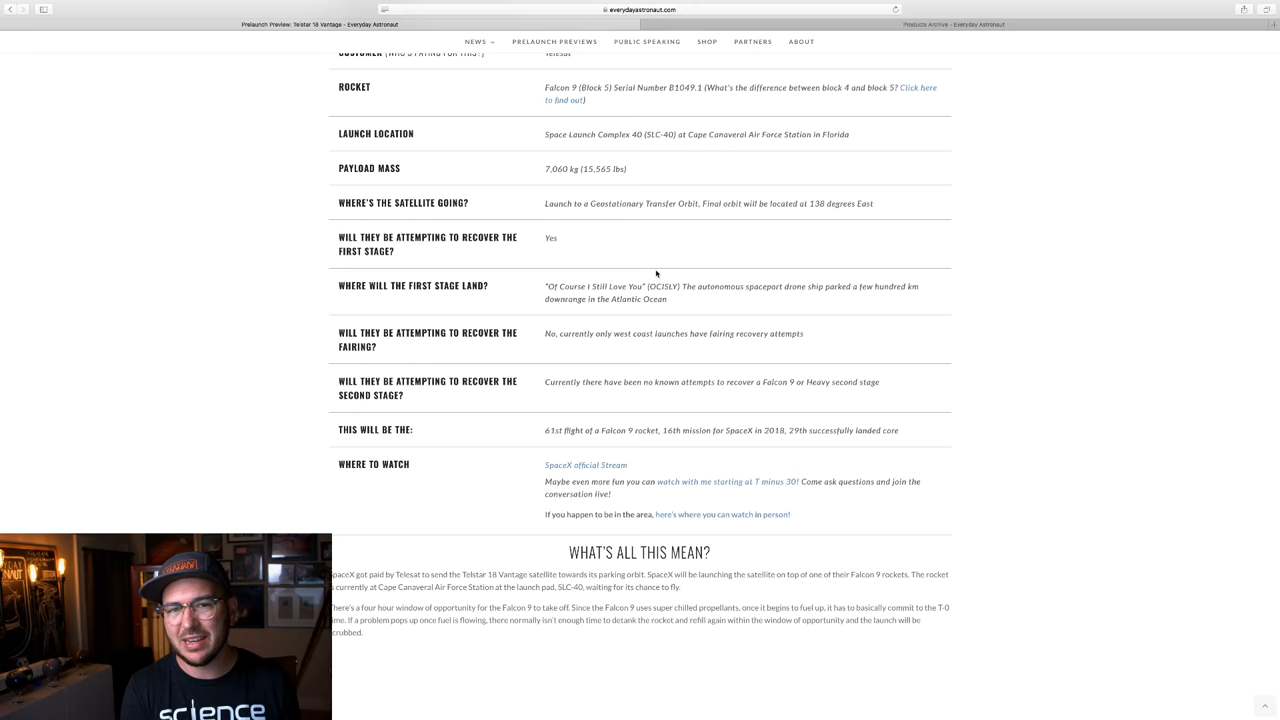 everydayastronaut.com
Prelaunch Preview: Telstar 18 Vantage - Everyday Astronaut
Products Archive - Everyday Astronaut
NEWS
PRELAUNCH PREVIEWS
PUBLIC SPEAKING
SHOP
PARTNERS
ABOUT
CUSTOMER (WHO'S PAYING FOR THIS?)
Telesat
ROCKET
Falcon 9 (Block 5) Serial Number B1049.1 (What's the difference between block 4 and block 5? Click here
to find out)
LAUNCH LOCATION
Space Launch Complex 40 (SLC-40) at Cape Canaveral Air Force Station in Florida
PAYLOAD MASS
7,060 kg (15,565 lbs)
WHERE'S THE SATELLITE GOING?
Launch to a Geostationary Transfer Orbit, Final orbit will be located at 138 degrees East
WILL THEY BE ATTEMPTING TO RECOVER THE
FIRST STAGE?
Yes
WHERE WILL THE FIRST STAGE LAND?
"Of Course I Still Love You" (OCISLY) The autonomous spaceport drone ship parked a few hundred km
downrange in the Atlantic Ocean
WILL THEY BE ATTEMPTING TO RECOVER THE
FAIRING?
No, currently only west coast launches have fairing recovery attempts
WILL THEY BE ATTEMPTING TO RECOVER THE
SECOND STAGE?
Currently there have been no known attempts to recover a Falcon 9 or Heavy second stage
THIS WILL BE THE:
61st flight of a Falcon 9 rocket, 16th mission for SpaceX in 2018, 29th successfully landed core
WHERE TO WATCH
SpaceX official Stream
Maybe even more fun you can watch with me starting at T minus 30! Come ask questions and join the
conversation live!
If you happen to be in the area, here's where you can watch in person!
WHAT'S ALL THIS MEAN?
paceX got paid by Telesat to send the Telstar 18 Vantage satellite towards its parking orbit. SpaceX will be launching the satellite on top of one of their Falcon 9 rockets. The rocket
s currently at Cape Canaveral Air Force Station at the launch pad, SLC-40, waiting for its chance to fly.
here's a four hour window of opportunity for the Falcon 9 to take off. Since the Falcon 9 uses super chilled propellants, once it begins to fuel up, it has to basically commit to the T-0
ime. If a problem pops up once fuel is flowing, there normally isn't enough time to detank the rocket and refill again within the window of opportunity and the launch will be
crubbed.
science